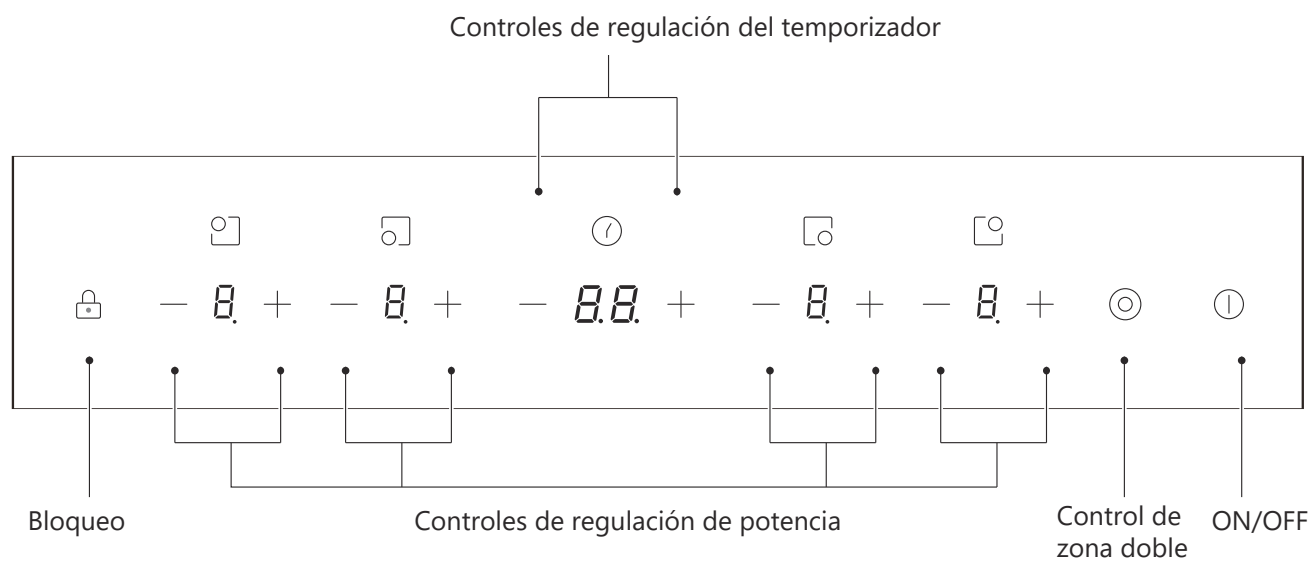 Controles de regulación del temporizador
- 8. + - 8. + - 8.8. + - 8. + - 8. +
Bloqueo
Controles de regulación de potencia
Control de
zona doble
ON/OFF